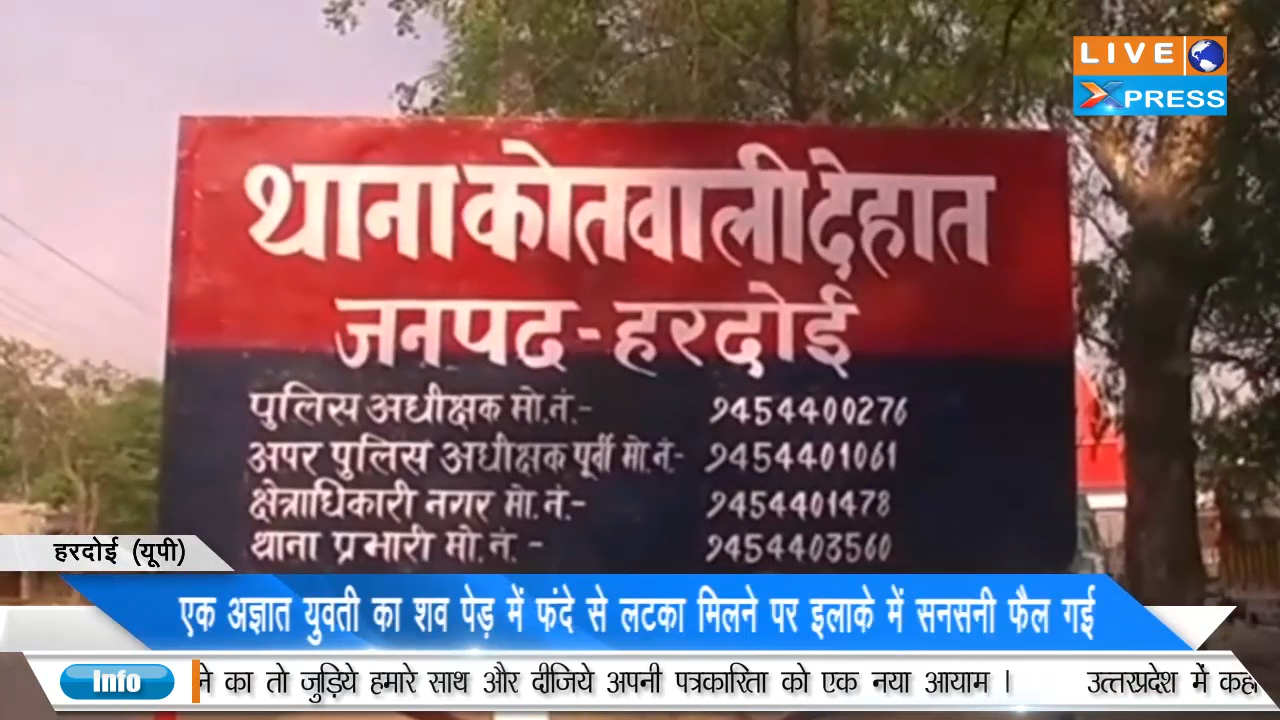 LIVE
XPRESS
थाना कोतवाली देहात
जनपद-हरदोई
पुलिस अधीक्षक मो.नं.- 9454400276
अपर पुलिस अधीक्षक पूर्वी मो.नं- 9454401061
क्षेत्राधिकारी नगर मो.नं.- 9454401478
थाना प्रभारी मो.नं. - 9454403560
हरदोई (यूपी)
एक अज्ञात युवती का शव पेड़ में फंदे से लटका मिलने पर इलाके में सनसनी फैल गई
Info ने का तो जुड़िये हमारे साथ और दीजिये अपनी पत्रकारिता को एक नया आयाम । उत्तरप्रदेश में